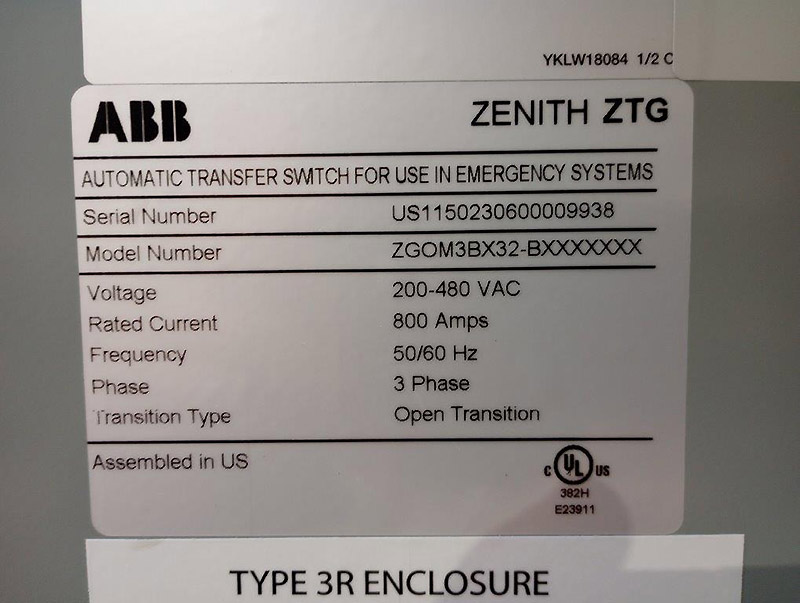 YKLW18084 1/2 C
ABB ZENITH ZTG
AUTOMATIC TRANSFER SWITCH FOR USE IN EMERGENCY SYSTEMS
Serial Number US1150230600009938
Model Number ZGOM3BX32-BXXXXXXX
Voltage 200-480 VAC
Rated Current 800 Amps
Frequency 50/60 Hz
Phase 3 Phase
Transition Type Open Transition
Assembled in US
C UL US
382H
E23911
TYPE 3R ENCLOSURE